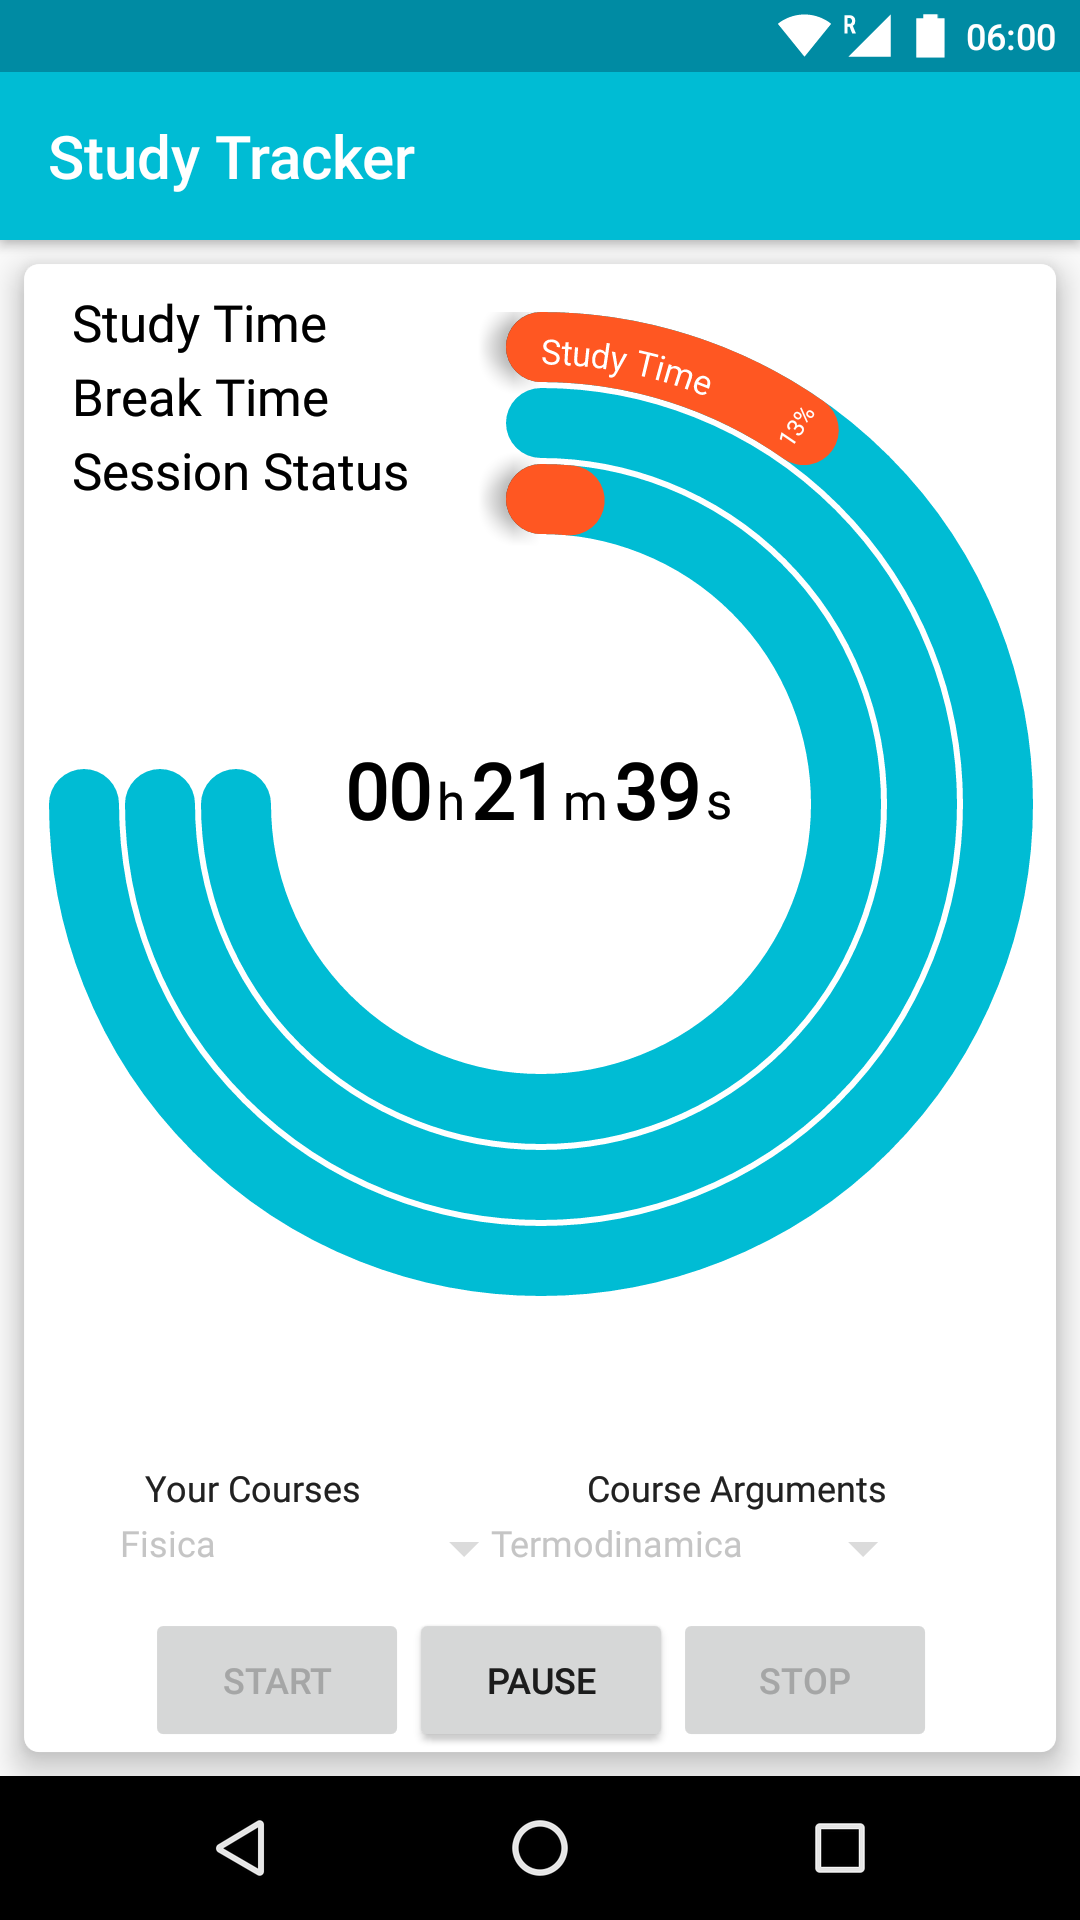 R 06:00
Study Tracker
Study Time
Break Time
Session Status
Study Time 13%
00h21m39s
Your Courses Course Arguments
Fisica Termodinamica
START PAUSE STOP